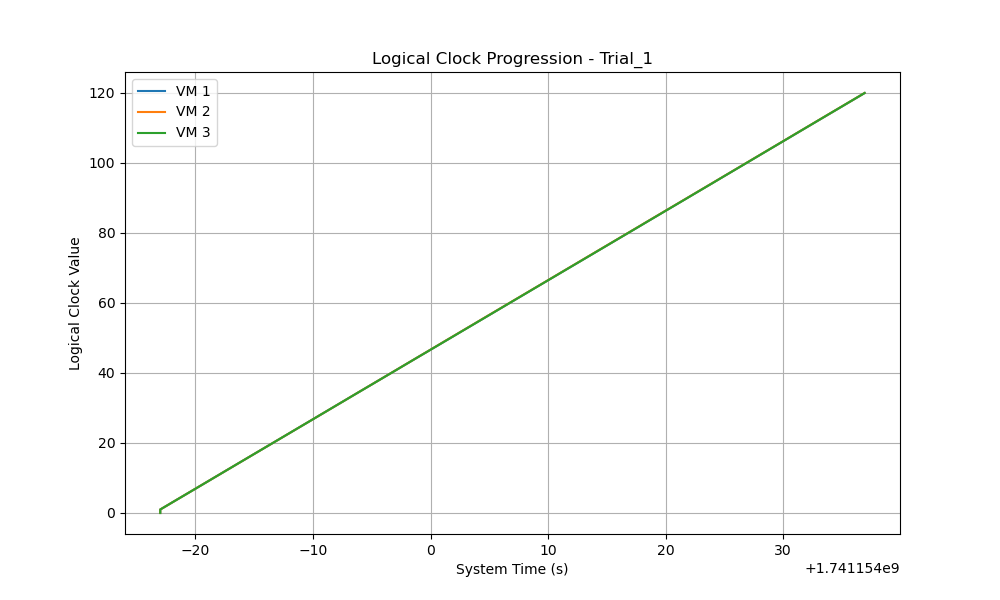 Logical Clock Progression - Trial_1
VM 1
VM 2
VM 3
Logical Clock Value
120
100
80
60
40
20
0
−20
−10
0
10
20
30
System Time (s)
+1.741154e9